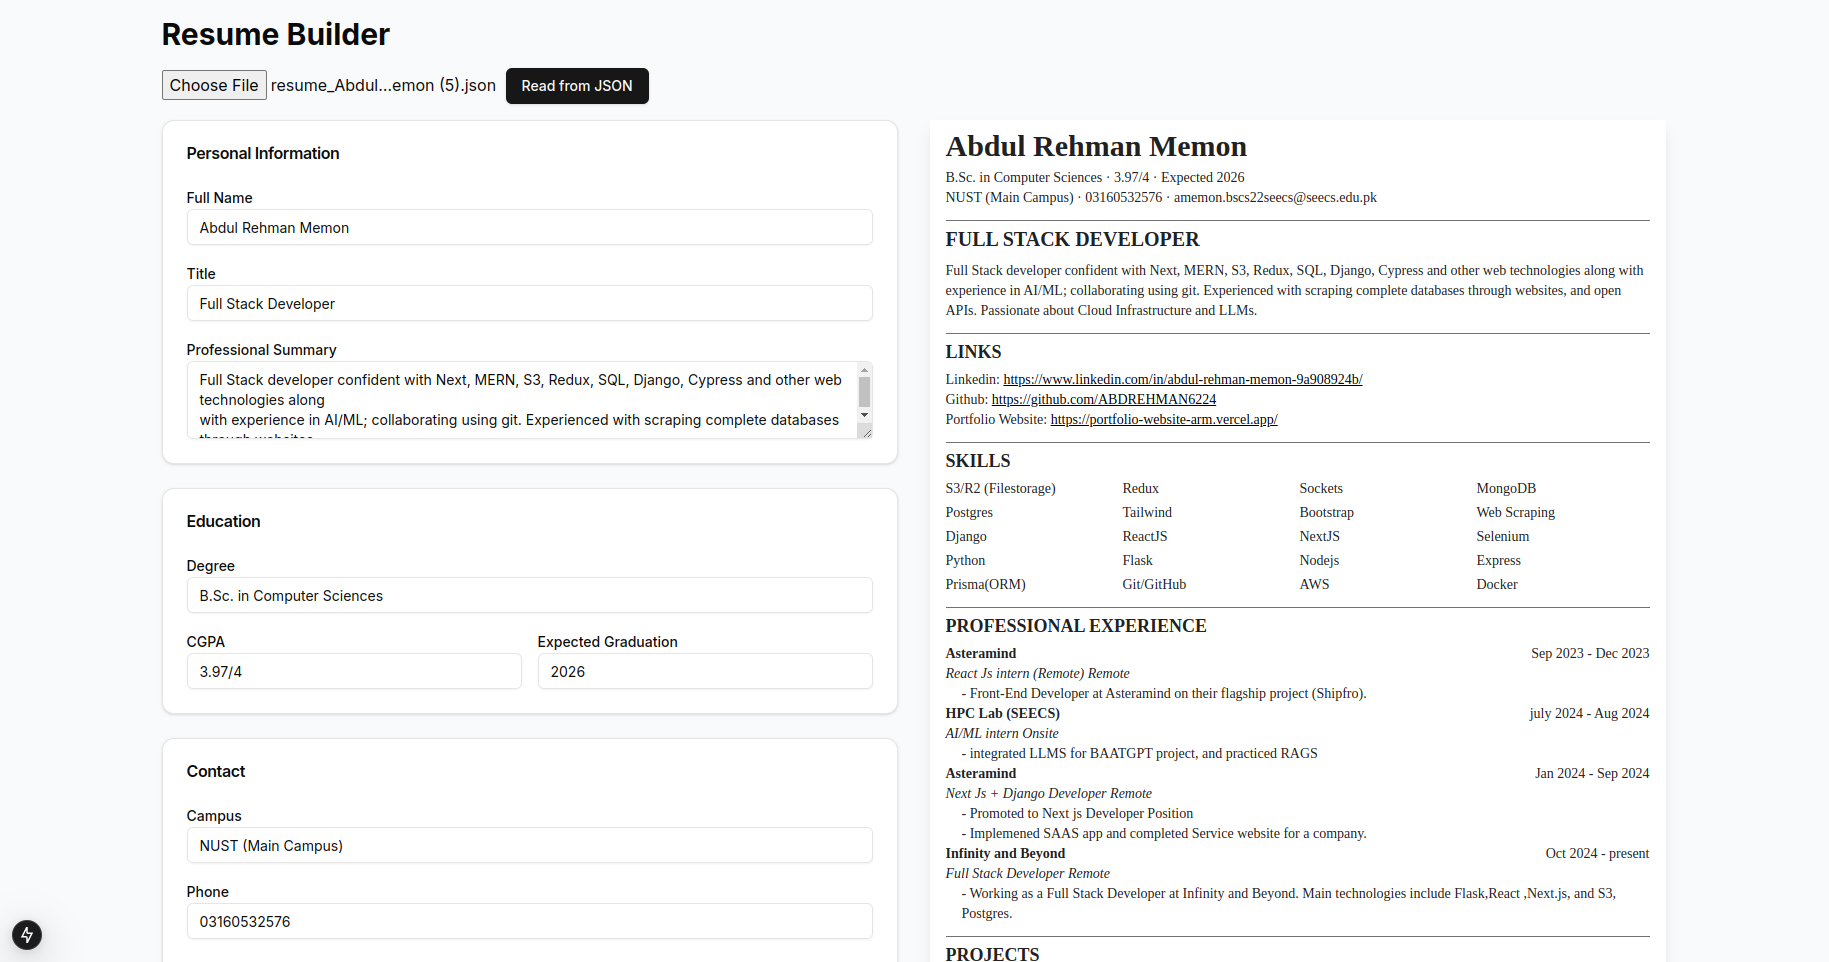 Resume Builder
Choose File resume_Abdul...emon (5).json Read from JSON
Personal Information
Full Name
Abdul Rehman Memon
Title
Full Stack Developer
Professional Summary
Full Stack developer confident with Next, MERN, S3, Redux, SQL, Django, Cypress and other web
technologies along
with experience in AI/ML; collaborating using git. Experienced with scraping complete databases
through websites
Education
Degree
B.Sc. in Computer Sciences
CGPA Expected Graduation
3.97/4 2026
Contact
Campus
NUST (Main Campus)
Phone
03160532576
Abdul Rehman Memon
B.Sc. in Computer Sciences · 3.97/4 · Expected 2026
NUST (Main Campus) · 03160532576 · amemon.bscs22seecs@seecs.edu.pk
FULL STACK DEVELOPER
Full Stack developer confident with Next, MERN, S3, Redux, SQL, Django, Cypress and other web technologies along with
experience in AI/ML; collaborating using git. Experienced with scraping complete databases through websites, and open
APIs. Passionate about Cloud Infrastructure and LLMs.
LINKS
Linkedin: https://www.linkedin.com/in/abdul-rehman-memon-9a908924b/
Github: https://github.com/ABDREHMAN6224
Portfolio Website: https://portfolio-website-arm.vercel.app/
SKILLS
S3/R2 (Filestorage) Redux Sockets MongoDB
Postgres Tailwind Bootstrap Web Scraping
Django ReactJS NextJS Selenium
Python Flask Nodejs Express
Prisma(ORM) Git/GitHub AWS Docker
PROFESSIONAL EXPERIENCE
Asteramind Sep 2023 - Dec 2023
React Js intern (Remote) Remote
- Front-End Developer at Asteramind on their flagship project (Shipfro).
HPC Lab (SEECS) july 2024 - Aug 2024
AI/ML intern Onsite
- integrated LLMS for BAATGPT project, and practiced RAGS
Asteramind Jan 2024 - Sep 2024
Next Js + Django Developer Remote
- Promoted to Next js Developer Position
- Implemened SAAS app and completed Service website for a company.
Infinity and Beyond Oct 2024 - present
Full Stack Developer Remote
- Working as a Full Stack Developer at Infinity and Beyond. Main technologies include Flask,React ,Next.js, and S3,
Postgres.
PROJECTS